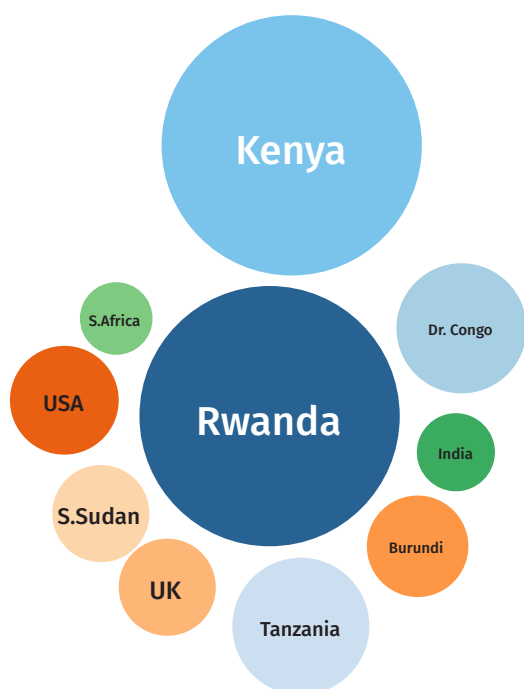 Kenya
S.Africa
Dr. Congo
USA
Rwanda
India
S.Sudan
Burundi
UK
Tanzania